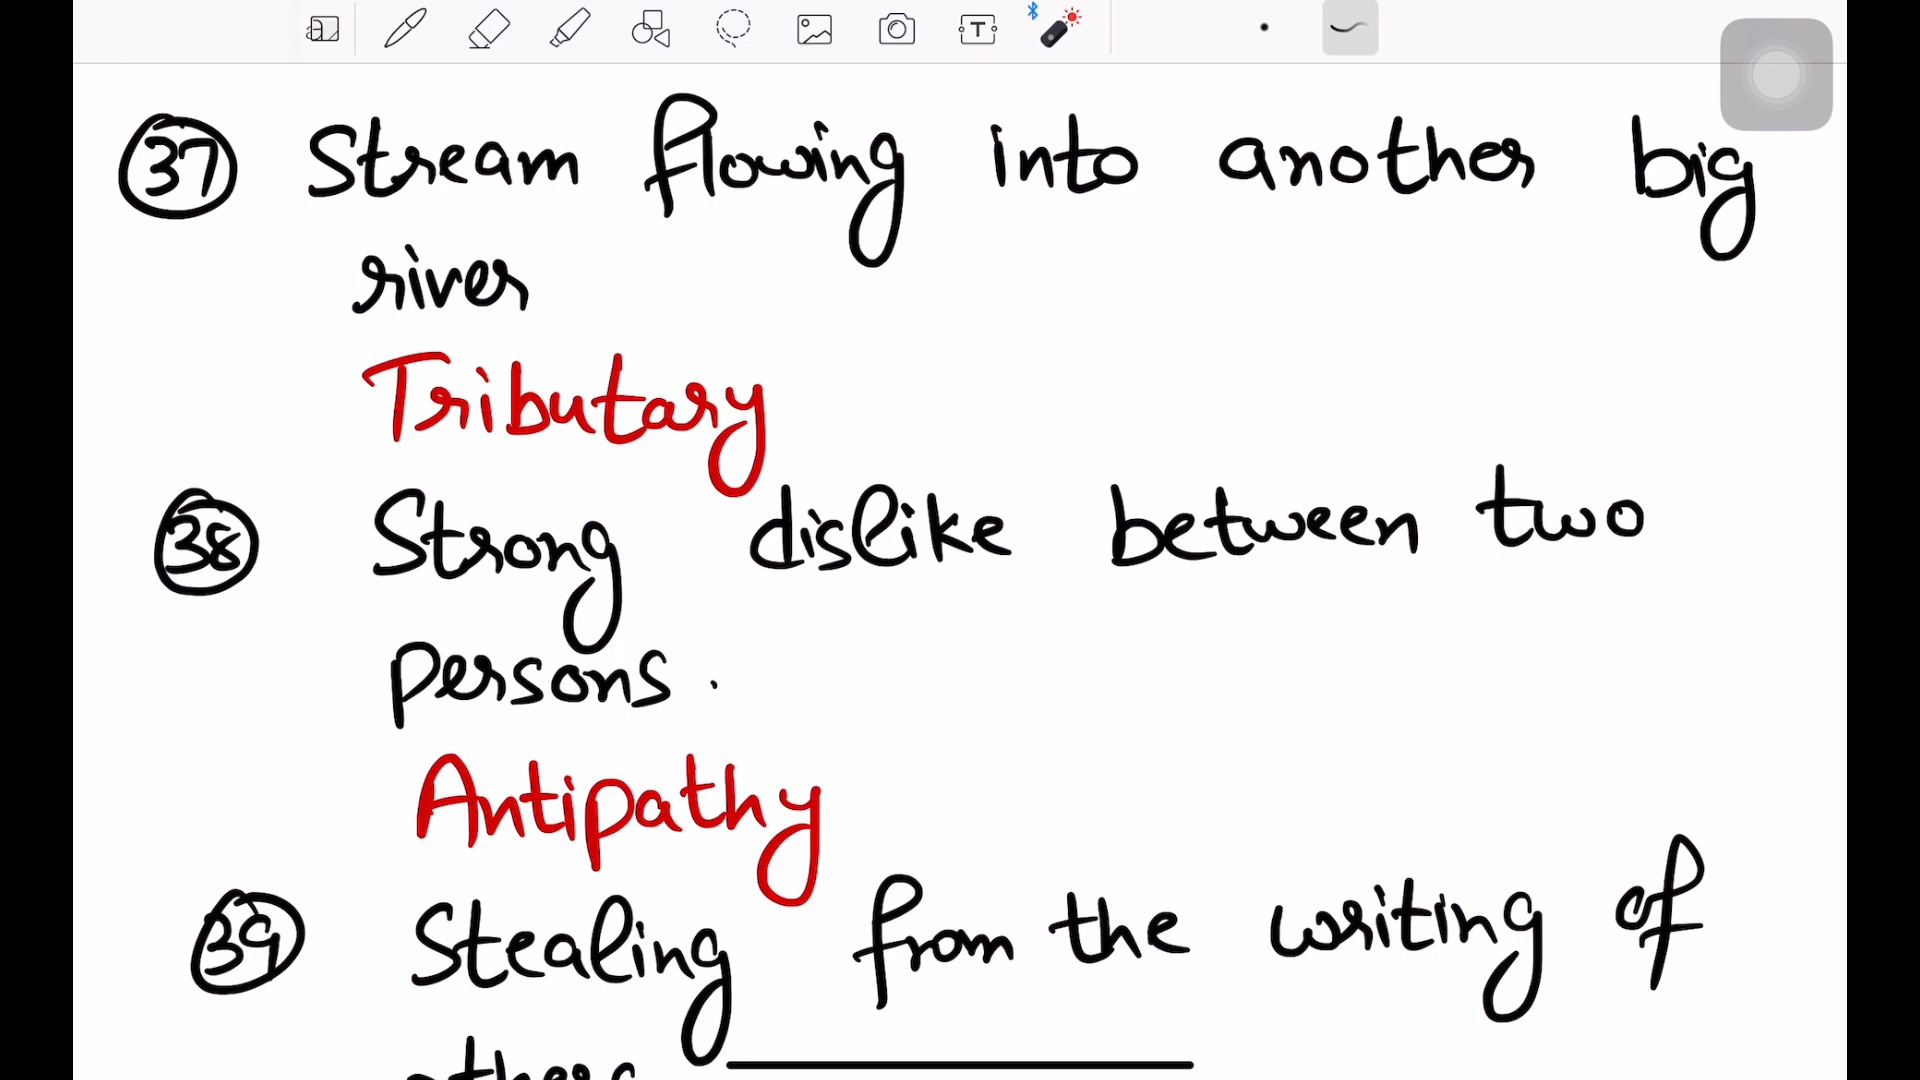 37 Stream flowing into another big
river
Tributary
38 Strong dislike between two
persons.
Antipathy
39 Stealing from the writing of
others